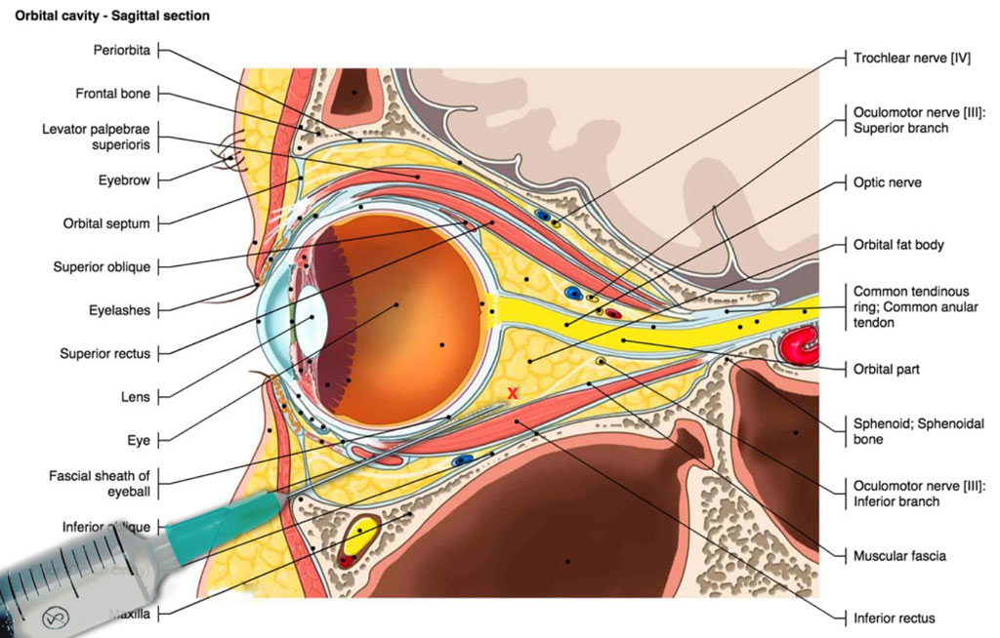 Orbital cavity - Sagittal section
Periorbita
Frontal bone
Levator palpebrae
superioris
Eyebrow
Orbital septum
Superior oblique
Eyelashes
Superior rectus
Lens
Eye
Fascial sheath of
eyeball
Inferior oblique
Maxilla
Trochlear nerve [IV]
Oculomotor nerve [III]:
Superior branch
Optic nerve
Orbital fat body
Common tendinous
ring; Common anular
tendon
Orbital part
Sphenoid; Sphenoidal
bone
Oculomotor nerve [III]:
Inferior branch
Muscular fascia
Inferior rectus
X